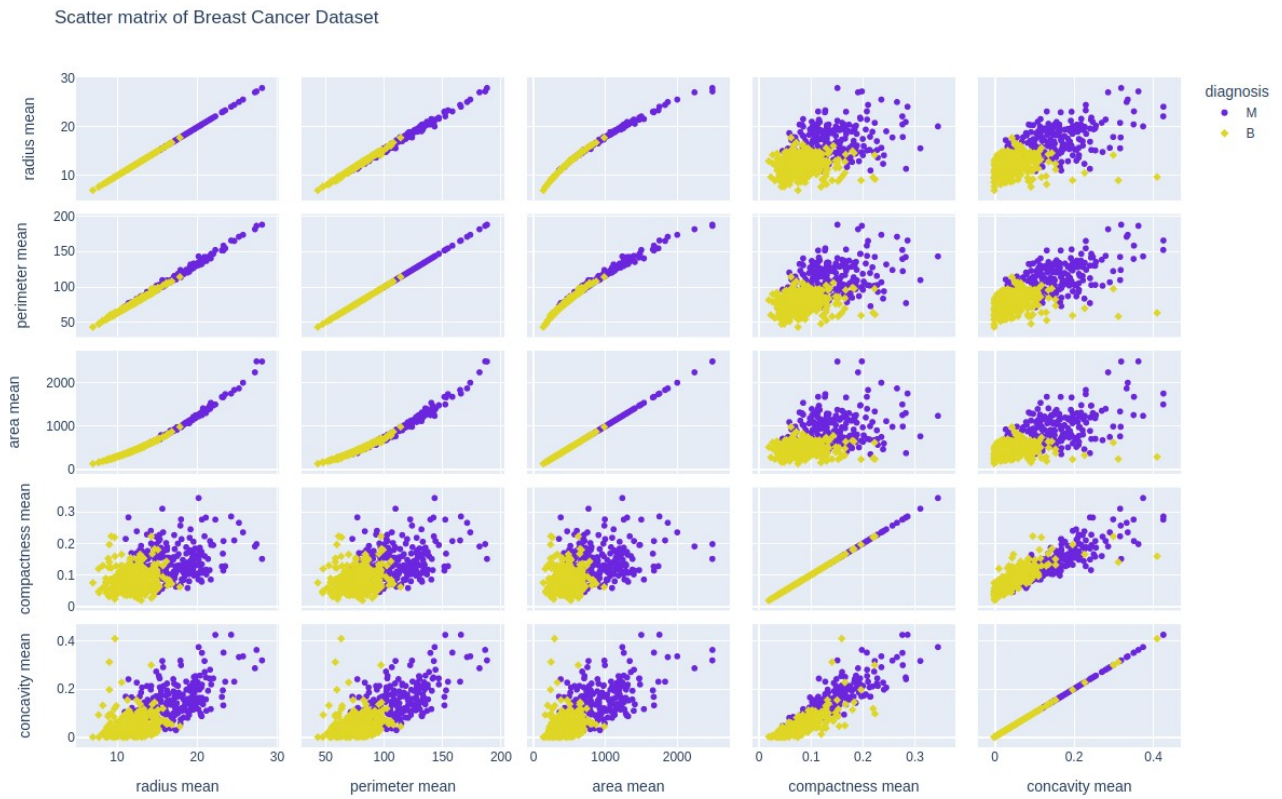 Scatter matrix of Breast Cancer Dataset
diagnosis
M
B
radius mean
30
20
10
perimeter mean
200
150
100
50
area mean
2000
1000
0
compactness mean
0.3
0.2
0.1
0
concavity mean
0.4
0.2
0
10 20 30 50 100 150 200 0 1000 2000 0 0.1 0.2 0.3 0 0.2 0.4
radius mean perimeter mean area mean compactness mean concavity mean